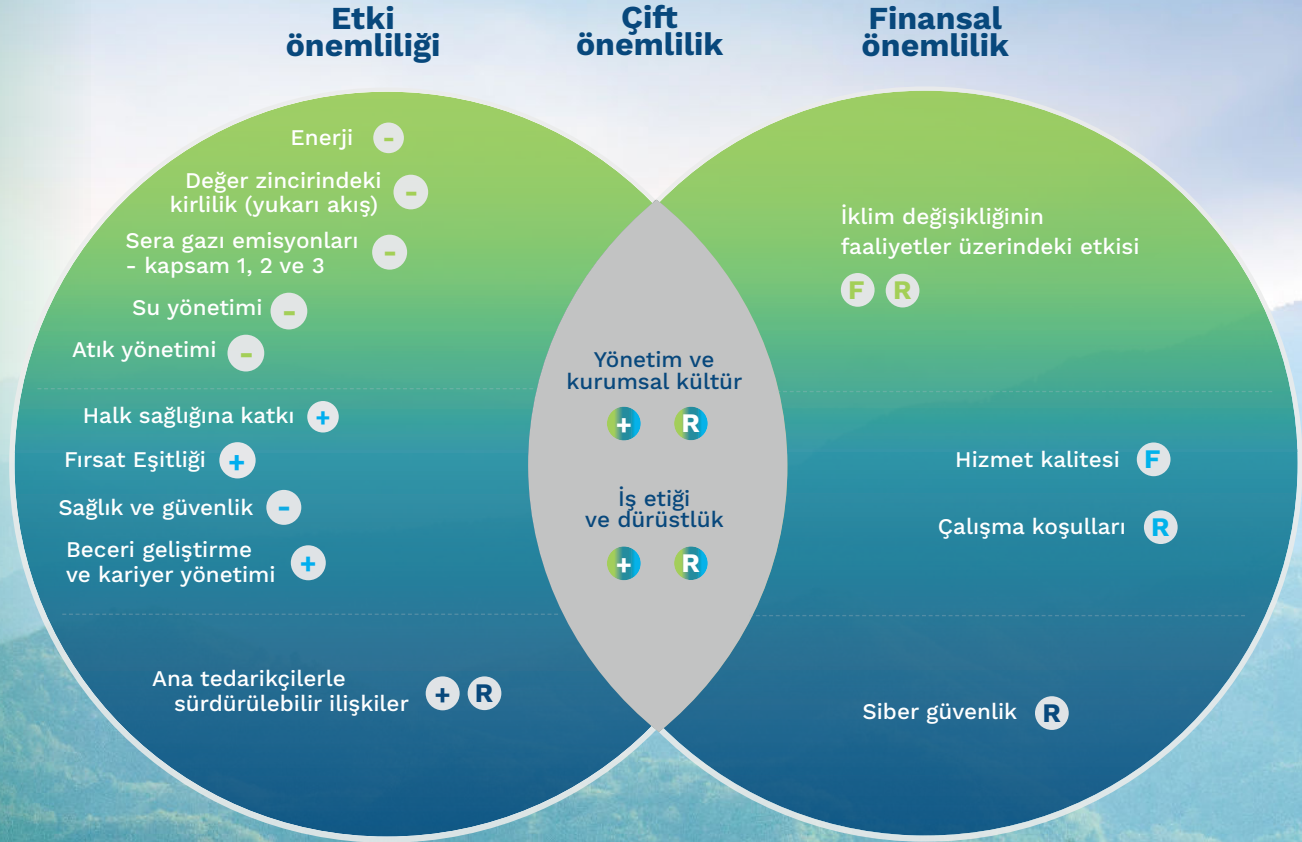 Etki
önemliliği
Çift
önemlilik
Finansal
önemlilik
Enerji -
Değer zincirindeki
kirlilik (yukarı akış) -
Sera gazı emisyonları
- kapsam 1, 2 ve 3 -
Su yönetimi -
Atık yönetimi -
Halk sağlığına katkı +
Fırsat Eşitliği +
Sağlık ve güvenlik -
Beceri geliştirme
ve kariyer yönetimi +
Ana tedarikçilerle
sürdürülebilir ilişkiler + R
Yönetim ve
kurumsal kültür
+ R
İş etiği
ve dürüstlük
+ R
İklim değişikliğinin
faaliyetler üzerindeki etkisi
F R
Hizmet kalitesi F
Çalışma koşulları R
Siber güvenlik R